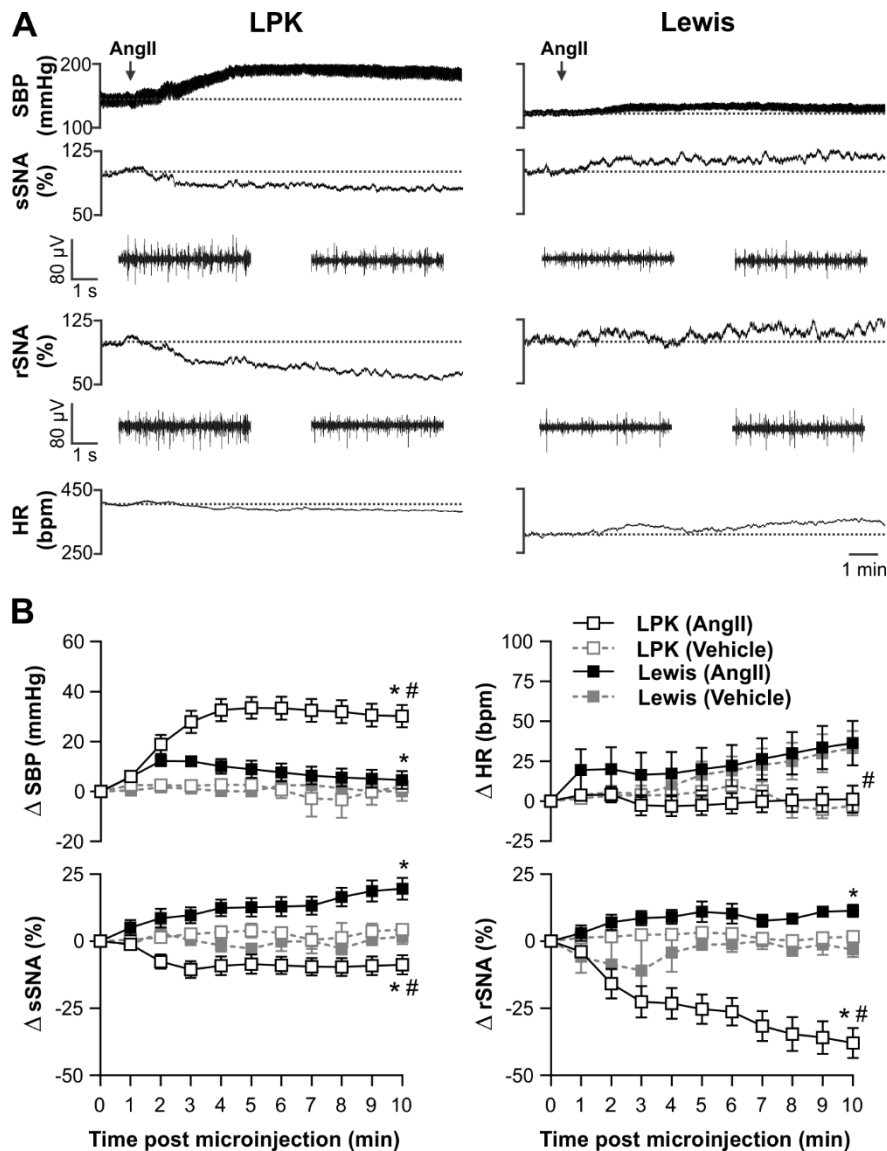 A
LPK
Lewis
AngII
AngII
SBP
(mmHg)
200
100
sSNA
(%)
125
50
80 µV
1 s
rSNA
(%)
125
50
80 µV
1 s
HR
(bpm)
450
250
1 min
B
Δ SBP (mmHg)
60
40
20
0
-20
* #
*
Δ HR (bpm)
100
75
50
25
0
-25
LPK (AngII)
LPK (Vehicle)
Lewis (AngII)
Lewis (Vehicle)
#
Δ sSNA (%)
25
0
-25
-50
*
* #
0 1 2 3 4 5 6 7 8 9 10
Time post microinjection (min)
Δ rSNA (%)
25
0
-25
-50
*
* #
0 1 2 3 4 5 6 7 8 9 10
Time post microinjection (min)